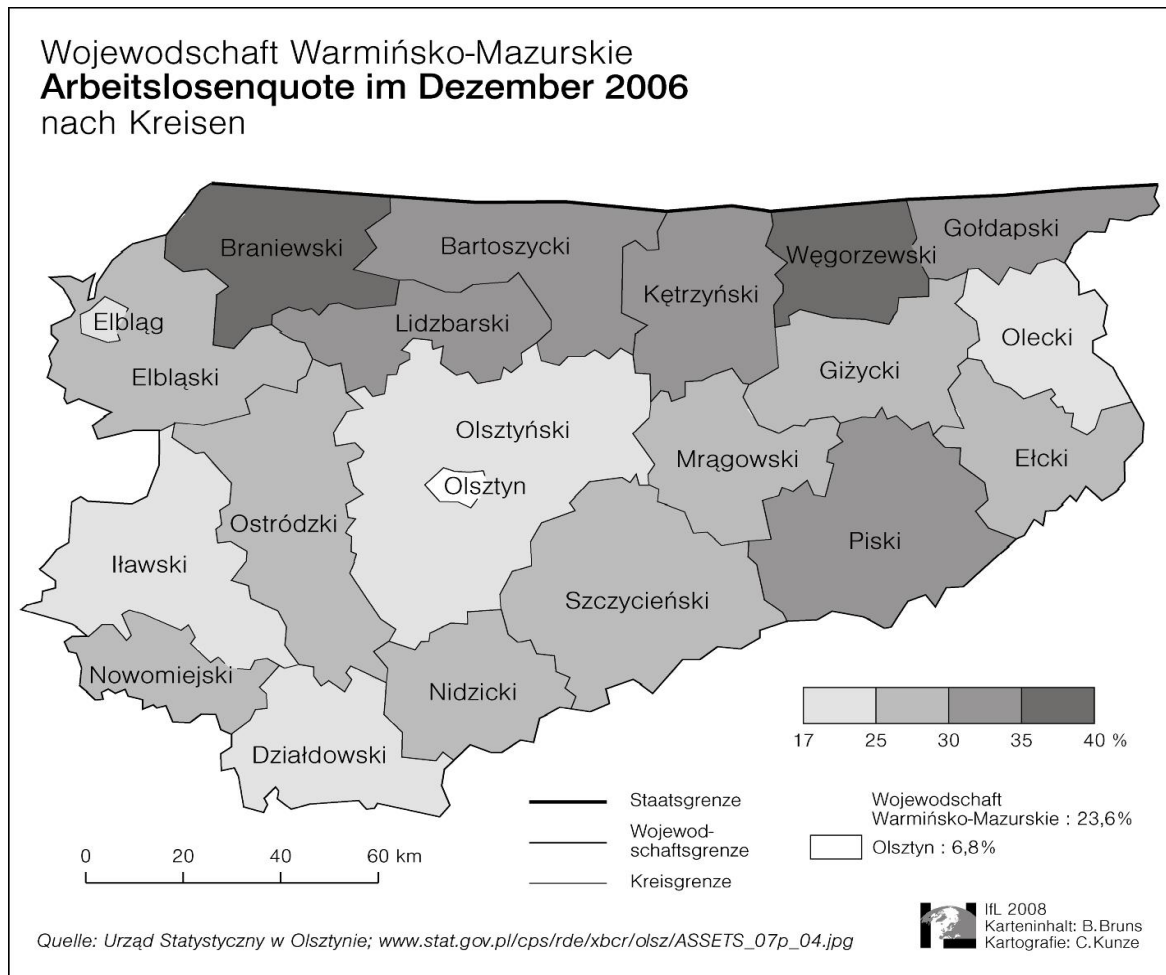 Wojewodschaft Warmińsko-Mazurskie
Arbeitslosenquote im Dezember 2006
nach Kreisen
Gołdapski
Braniewski
Bartoszycki
Węgorzewski
Kętrzyński
Elbląg
Lidzbarski
Olecki
Elbląski
Giżycki
Olsztyński
Mrągowski
Ełcki
Olsztyn
Ostródzki
Piski
Iławski
Szczycieński
Nowomiejski
Nidzicki
Działdowski
17 25 30 35 40 %
Staatsgrenze
Wojewod-
schaftsgrenze
Kreisgrenze
Wojewodschaft
Warmińsko-Mazurskie : 23,6%
Olsztyn : 6,8%
0 20 40 60 km
IfL 2008
Karteninhalt: B.Bruns
Kartografie: C.Kunze
Quelle: Urząd Statystyczny w Olsztynie; www.stat.gov.pl/cps/rde/xbcr/olsz/ASSETS_07p_04.jpg